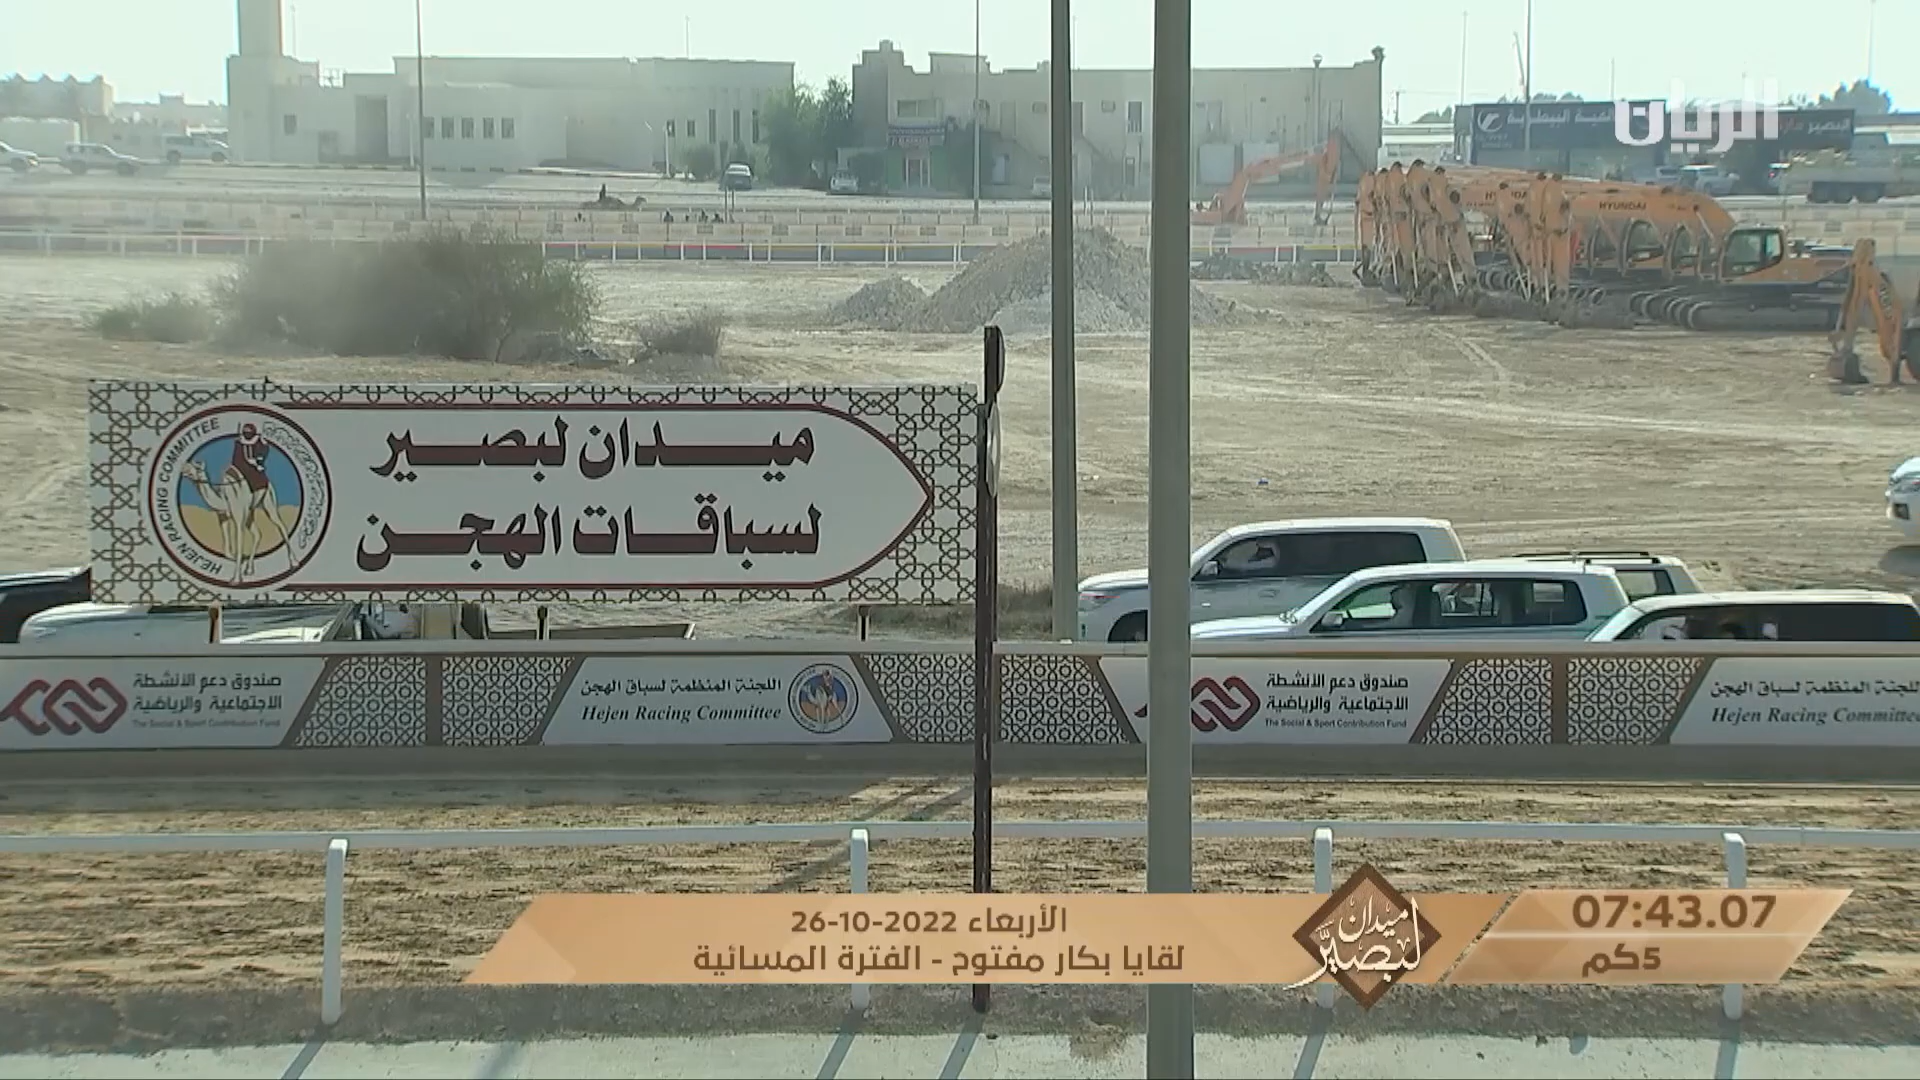 الريان
HYUNDAI
ميدان لبصير
لسباقات الهجن
HEJEN RACING COMMITTEE
صندوق دعم الأنشطة
الاجتماعية والرياضية
The Social & Sport Contribution Fund
اللجنة المنظمة لسباق الهجن
Hejen Racing Committee
صندوق دعم الأنشطة
الاجتماعية والرياضية
The Social & Sport Contribution Fund
اللجنة المنظمة لسباق الهجن
Hejen Racing Committee
الأربعاء 26-10-2022
لقايا بكار مفتوح - الفترة المسائية
ميدان
لبصير
07:43.07
5كم